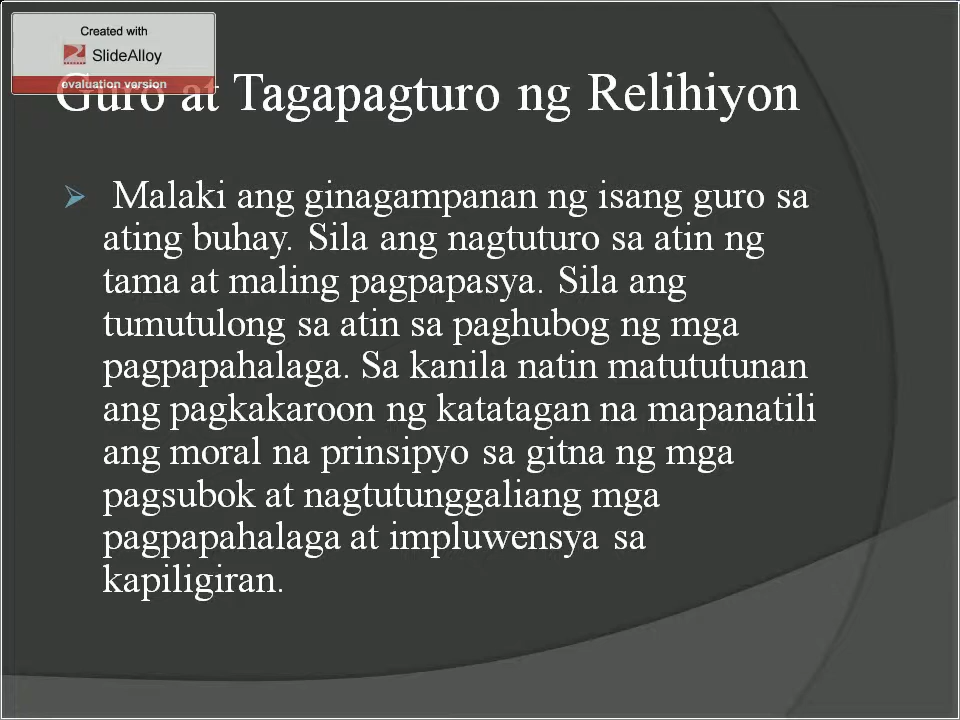 Created with
SlideAlloy
evaluation version
Guro at Tagapagturo ng Relihiyon
Malaki ang ginagampanan ng isang guro sa
ating buhay. Sila ang nagtuturo sa atin ng
tama at maling pagpapasya. Sila ang
tumutulong sa atin sa paghubog ng mga
pagpapahalaga. Sa kanila natin matututunan
ang pagkakaroon ng katatagan na mapanatili
ang moral na prinsipyo sa gitna ng mga
pagsubok at nagtutunggaliang mga
pagpapahalaga at impluwensya sa
kapiligiran.